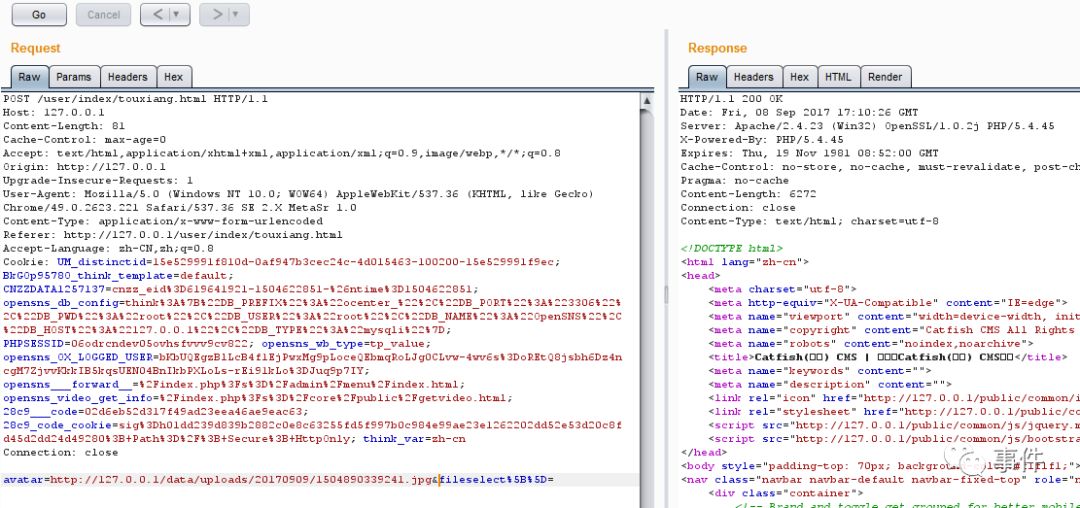 Go
Cancel
<
>
Request
Raw
Params
Headers
Hex
POST /user/index/touxiang.html HTTP/1.1
Host: 127.0.0.1
Content-Length: 81
Cache-Control: max-age=0
Accept: text/html,application/xhtml+xml,application/xml;q=0.9,image/webp,*/*;q=0.8
Origin: http://127.0.0.1
Upgrade-Insecure-Requests: 1
User-Agent: Mozilla/5.0 (Windows NT 10.0; WOW64) AppleWebKit/537.36 (KHTML, like Gecko)
Chrome/49.0.2623.221 Safari/537.36 SE 2.X MetaSr 1.0
Content-Type: application/x-www-form-urlencoded
Referer: http://127.0.0.1/user/index/touxiang.html
Accept-Language: zh-CN,zh;q=0.8
Cookie: UM_distinctid=15e529991f810d-0af947b3cec24c-4d015463-100200-15e529991f9ec;
BkGOp95780_think_template=default;
CNZZDATA1257137=cnzz_eid%3D619641921-1504622851-%26ntime%3D1504622851;
opensns_db_config=think%3A%7B%22DB_PREFIX%22%3A%22ocenter_%22%2C%22DB_PORT%22%3A%223306%22%
%2C%22DB_PWD%22%3A%22root%22%2C%22DB_USER%22%3A%22root%22%2C%22DB_NAME%22%3A%22OpenSNS%22%2C
%22DB_HOST%22%3A%22127.0.0.1%22%2C%22DB_TYPE%22%3A%22mysqli%22%7D;
PHPSESSID=06odrcndev05ovhsfvvv9cv822; opensns_wb_type=tp_value;
opensns_OX_LOGGED_USER=
opensns___forward__=%2Findex.php%3Fs%3D%2Fadmin%2Fmenu%2Findex.html;
opensns_video_get_info=%2Findex.php%3Fs%3D%2Fcore%2Fpublic%2Fgetvideo.html;
28c9___code=02d6eb52d317f49ad23eea46ae9eac63;
28c9_code_cookie=sig%3Dh01dd239d839b2882c0e8c63255fd5f997b0c984e99ae23e1262202dd52e53d20c8f
d45d2dd24d49280%3B+Path%3D%2F%3B+Secure%3B+HttpOnly; think_var=zh-cn
Connection: close
avatar=http://127.0.0.1/data/uploads/20170909/1504890339241.jpg&fileselect%5B%5D=
Response
Raw
Headers
Hex
HTML
Render
HTTP/1.1 200 OK
Date: Fri, 08 Sep 2017 17:10:26 GMT
Server: Apache/2.4.23 (Win32) OpenSSL/1.0.2j PHP/5.4.45
X-Powered-By: PHP/5.4.45
Expires: Thu, 19 Nov 1981 08:52:00 GMT
Cache-Control: no-store, no-cache, must-revalidate, post-ch
Pragma: no-cache
Content-Length: 6272
Connection: close
Content-Type: text/html; charset=utf-8
<!DOCTYPE html>
<html lang="zh-cn">
<head>
<meta charset="utf-8">
<meta http-equiv="X-UA-Compatible" content="IE=edge">
<meta name="viewport" content="width=device-width, init
<meta name="copyright" content="Catfish CMS All Rights
<meta name="robots" content="noindex,noarchive">
<title>Catfish(□□) CMS | □□□Catfish(□□) CMS□□</title>
<meta name="keywords" content="">
<meta name="description" content="">
<link rel="icon" href="http://127.0.0.1/public/common/i
<link rel="stylesheet" href="http://127.0.0.1/public/co
<script src="http://127.0.0.1/public/common/js/jquery.m
<script src="http://127.0.0.1/public/common/js/bootstra
</head>
<body style="padding-top: 70px; background
<nav class="navbar navbar-default navbar-fixed-top" role="n
<div class="container">
<!-- Brand and toggle get grouped for better mobile
事件